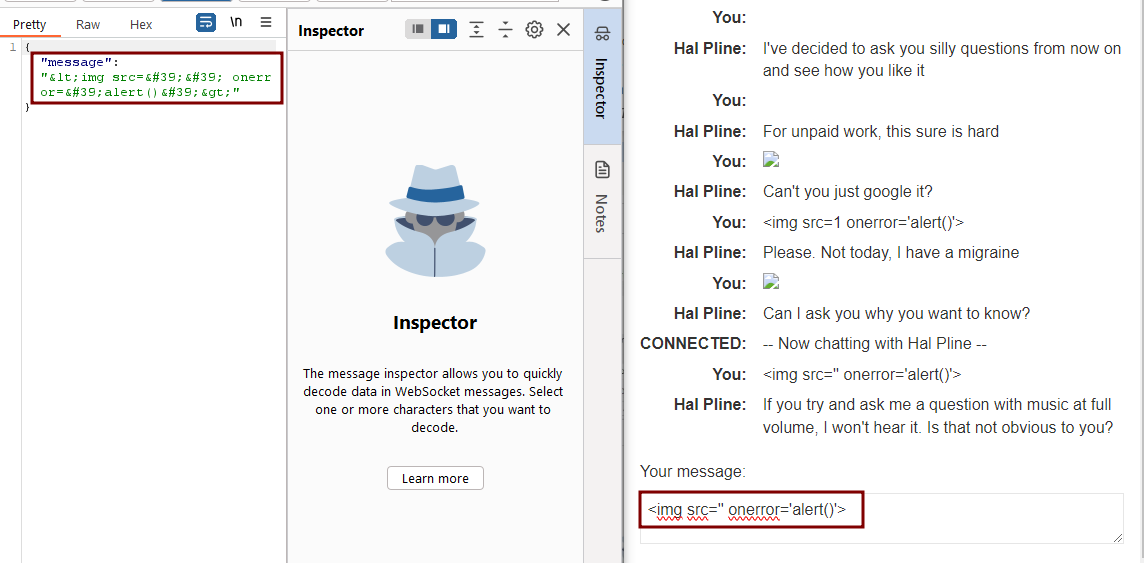 Pretty Raw Hex \n
1 {
"message":
"&lt;img src=&#39;&#39; onerr
or=&#39;alert()&#39;&gt;"
}
Inspector
Inspector
The message inspector allows you to quickly
decode data in WebSocket messages. Select
one or more characters that you want to
decode.
Learn more
Inspector
Notes
You:
Hal Pline: I've decided to ask you silly questions from now on
and see how you like it
You:
Hal Pline: For unpaid work, this sure is hard
You:
Hal Pline: Can't you just google it?
You: <img src=1 onerror='alert()'>
Hal Pline: Please. Not today, I have a migraine
You:
Hal Pline: Can I ask you why you want to know?
CONNECTED: -- Now chatting with Hal Pline --
You: <img src='' onerror='alert()'>
Hal Pline: If you try and ask me a question with music at full
volume, I won't hear it. Is that not obvious to you?
Your message:
<img src='' onerror='alert()'>